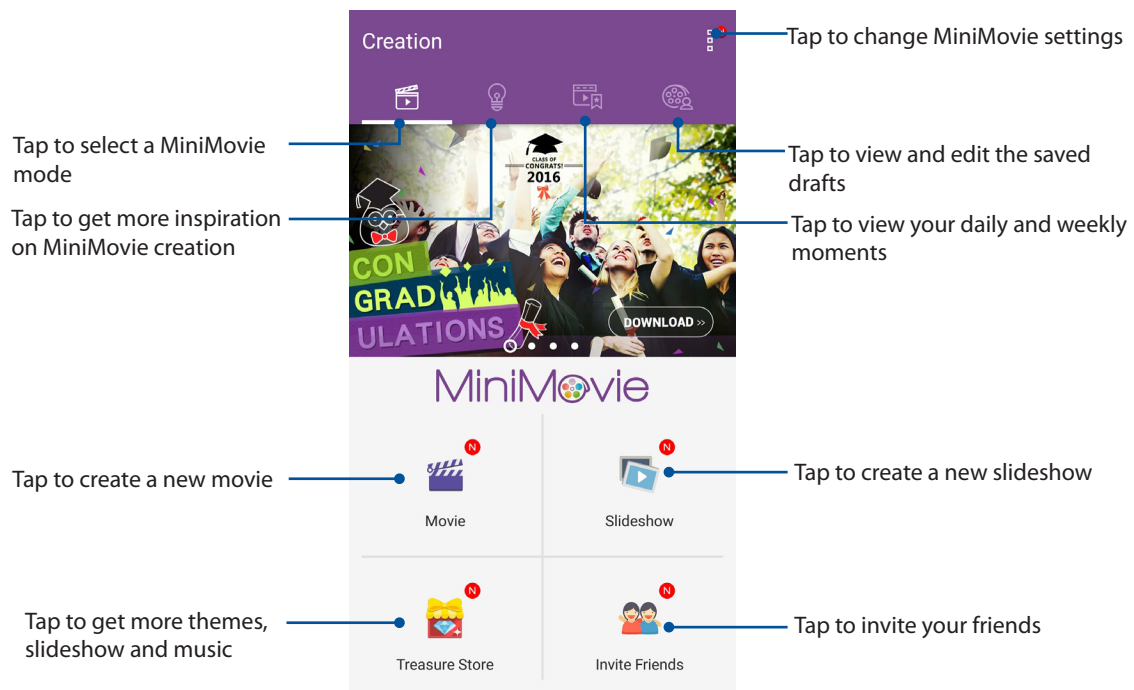 Creation
N
Tap to change MiniMovie settings
Tap to select a MiniMovie
mode
Tap to get more inspiration
on MiniMovie creation
Tap to view and edit the saved
drafts
Tap to view your daily and weekly
moments
CLASS OF
CONGRATS!
2016
CON
GRAD
ULATIONS
DOWNLOAD >>
MiniMovie
N
N
Tap to create a new movie
Tap to create a new slideshow
Movie
Slideshow
N
N
Tap to get more themes,
slideshow and music
Tap to invite your friends
Treasure Store
Invite Friends